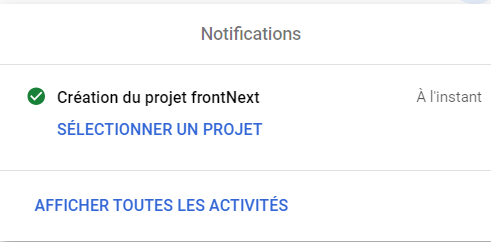 Notifications
Création du projet frontNext
À l'instant
SÉLECTIONNER UN PROJET
AFFICHER TOUTES LES ACTIVITÉS